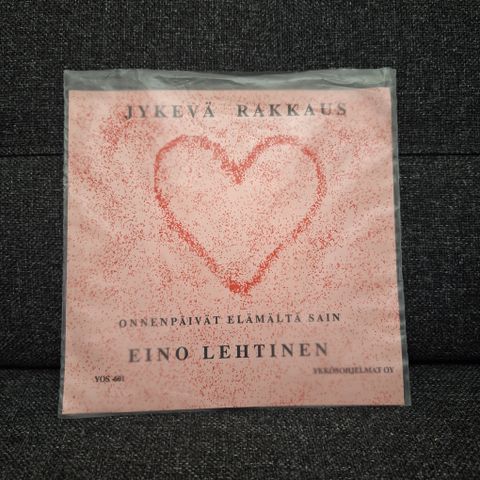 JYKEVÄ RAKKAUS
ONNENPÄIVÄT ELÄMÄLTÄ SAIN
EINO LEHTINEN
YOS -601 YKKÖSOHJELMAT OY